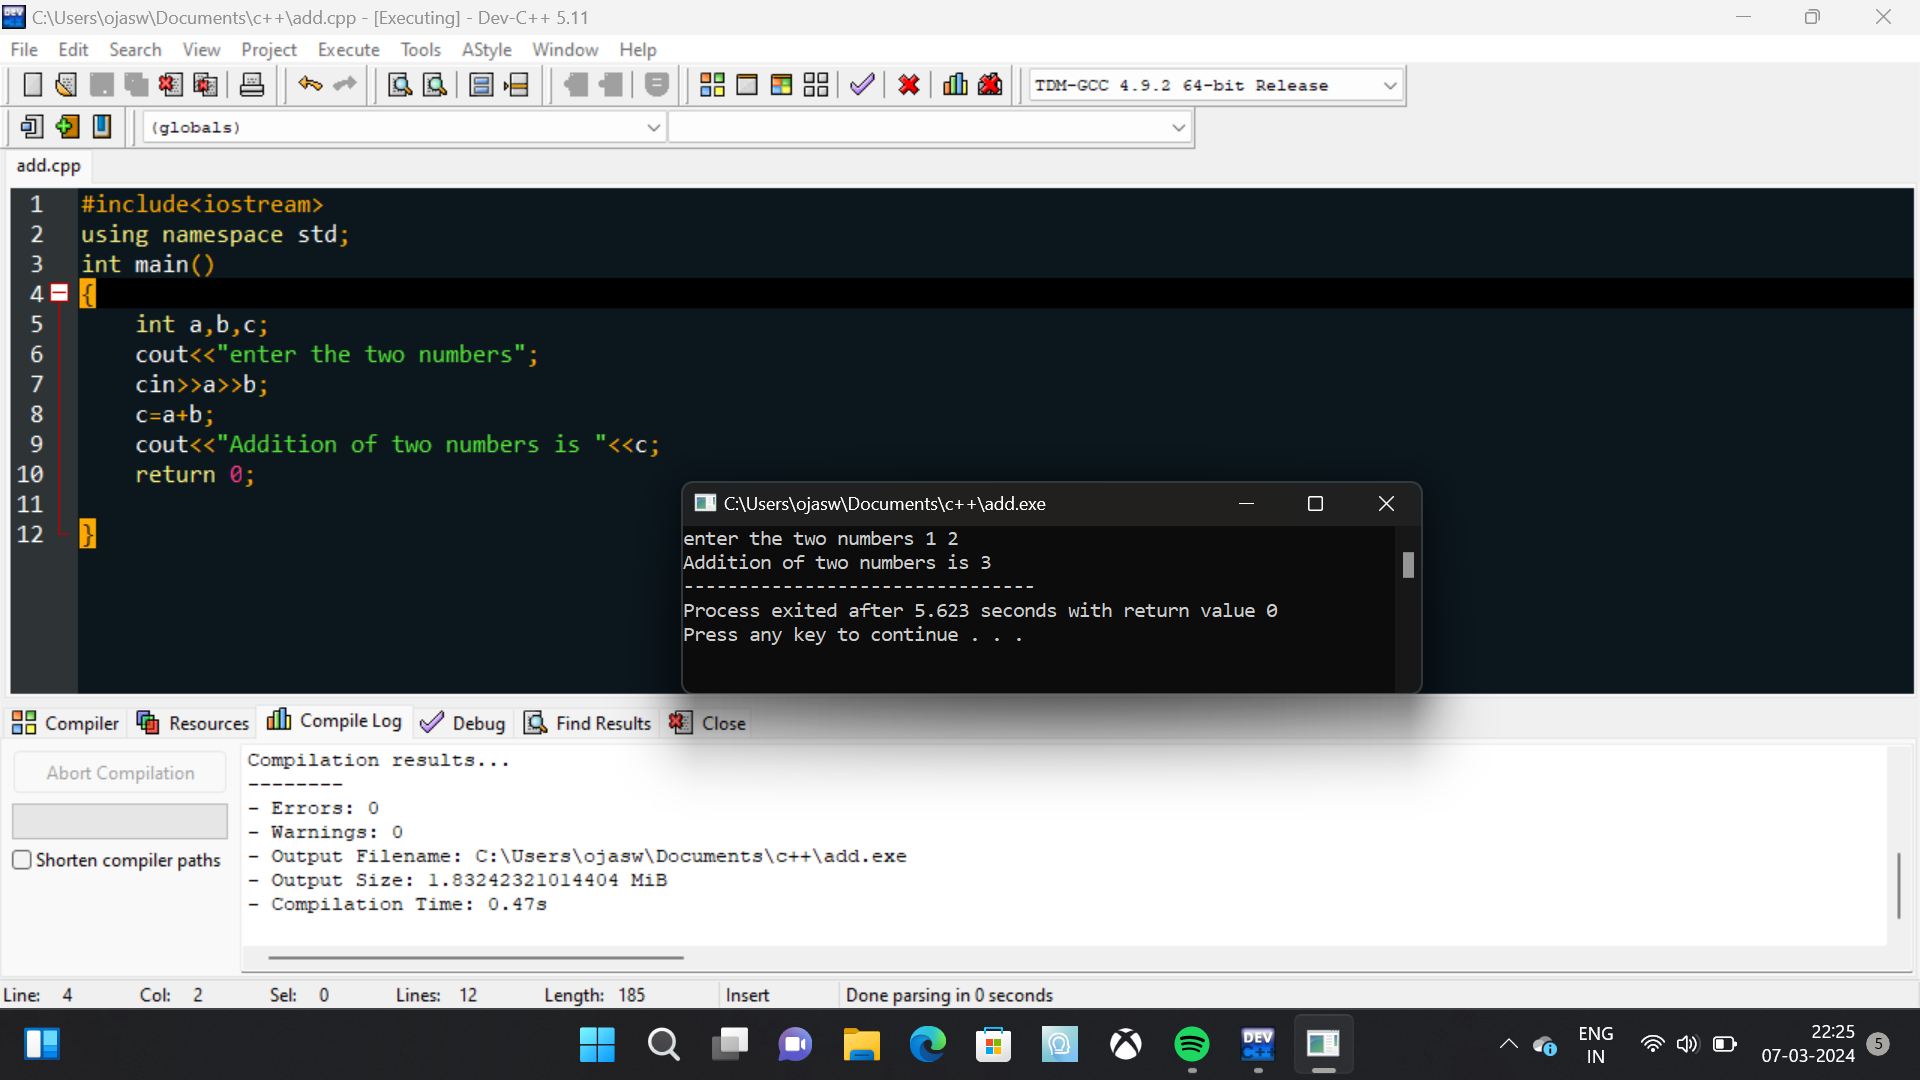 C:\Users\ojasw\Documents\c++\add.cpp - [Executing] - Dev-C++ 5.11
File Edit Search View Project Execute Tools AStyle Window Help
TDM-GCC 4.9.2 64-bit Release
(globals)
add.cpp
1 #include<iostream>
2 using namespace std;
3 int main()
4 {
5 int a,b,c;
6 cout<<"enter the two numbers";
7 cin>>a>>b;
8 c=a+b;
9 cout<<"Addition of two numbers is "<<c;
10 return 0;
11
12 }
C:\Users\ojasw\Documents\c++\add.exe
enter the two numbers 1 2
Addition of two numbers is 3
--------------------------------
Process exited after 5.623 seconds with return value 0
Press any key to continue . . .
Compiler Resources Compile Log Debug Find Results Close
Abort Compilation
Shorten compiler paths
Compilation results...
--------
- Errors: 0
- Warnings: 0
- Output Filename: C:\Users\ojasw\Documents\c++\add.exe
- Output Size: 1.83242321014404 MiB
- Compilation Time: 0.47s
Line: 4 Col: 2 Sel: 0 Lines: 12 Length: 185 Insert Done parsing in 0 seconds
DEV
C++
ENG
IN
22:25
07-03-2024
5